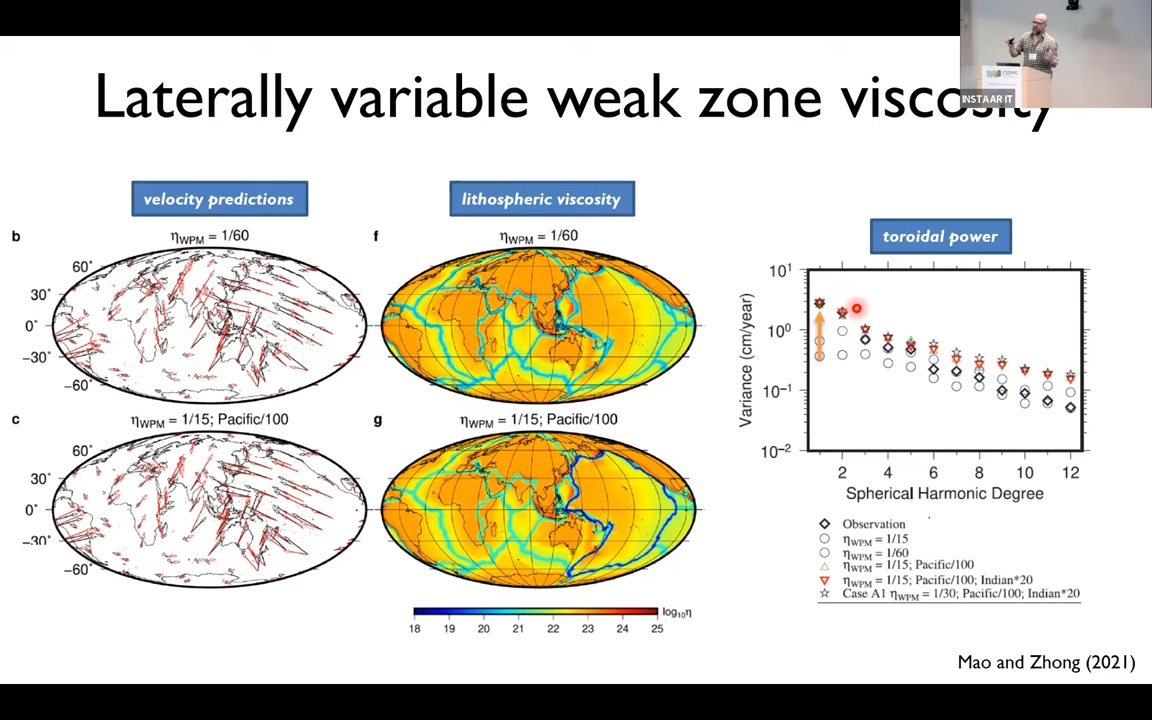 Laterally variable weak zone viscosity
CSDMS
INSTAAR IT
velocity predictions
lithospheric viscosity
toroidal power
b
ηWPM = 1/60
60°
30°
0°
−30°
−60°
f
ηWPM = 1/60
c
ηWPM = 1/15; Pacific/100
60°
30°
0°
−30°
−60°
g
ηWPM = 1/15; Pacific/100
18 19 20 21 22 23 24 25
log10η
10^1
10^0
10^−1
10^−2
Variance (cm/year)
2 4 6 8 10 12
Spherical Harmonic Degree
Observation
ηWPM = 1/15
ηWPM = 1/60
ηWPM = 1/15; Pacific/100
ηWPM = 1/15; Pacific/100; Indian*20
Case A1 ηWPM = 1/30; Pacific/100; Indian*20
Mao and Zhong (2021)